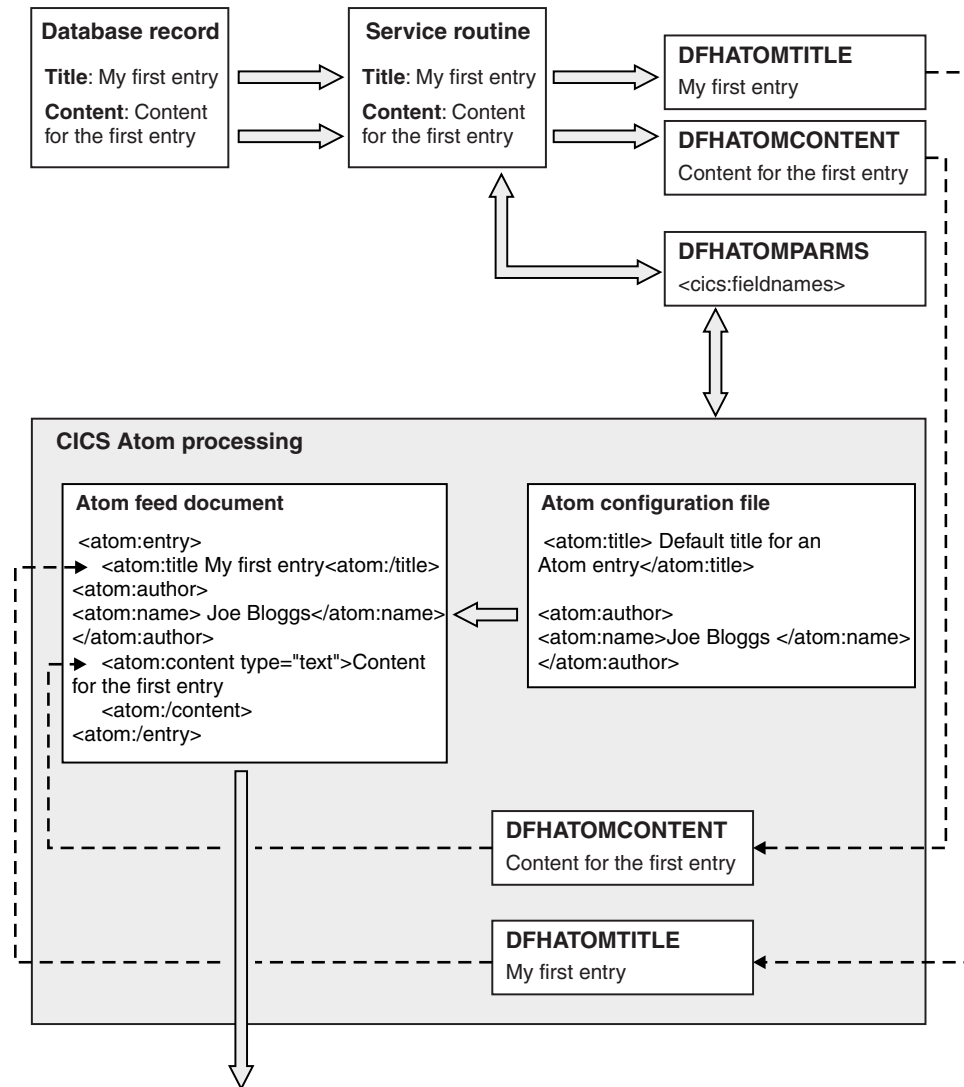 Database record
Title: My first entry
Content: Content
for the first entry
Service routine
Title: My first entry
Content: Content
for the first entry
DFHATOMTITLE
My first entry
DFHATOMCONTENT
Content for the first entry
DFHATOMPARMS
<cics:fieldnames>
CICS Atom processing
Atom feed document
<atom:entry>
<atom:title My first entry<atom:/title>
<atom:author>
<atom:name> Joe Bloggs</atom:name>
</atom:author>
<atom:content type="text">Content
for the first entry
<atom:/content>
<atom:/entry>
Atom configuration file
<atom:title> Default title for an
Atom entry</atom:title>
<atom:author>
<atom:name>Joe Bloggs </atom:name>
</atom:author>
DFHATOMCONTENT
Content for the first entry
DFHATOMTITLE
My first entry